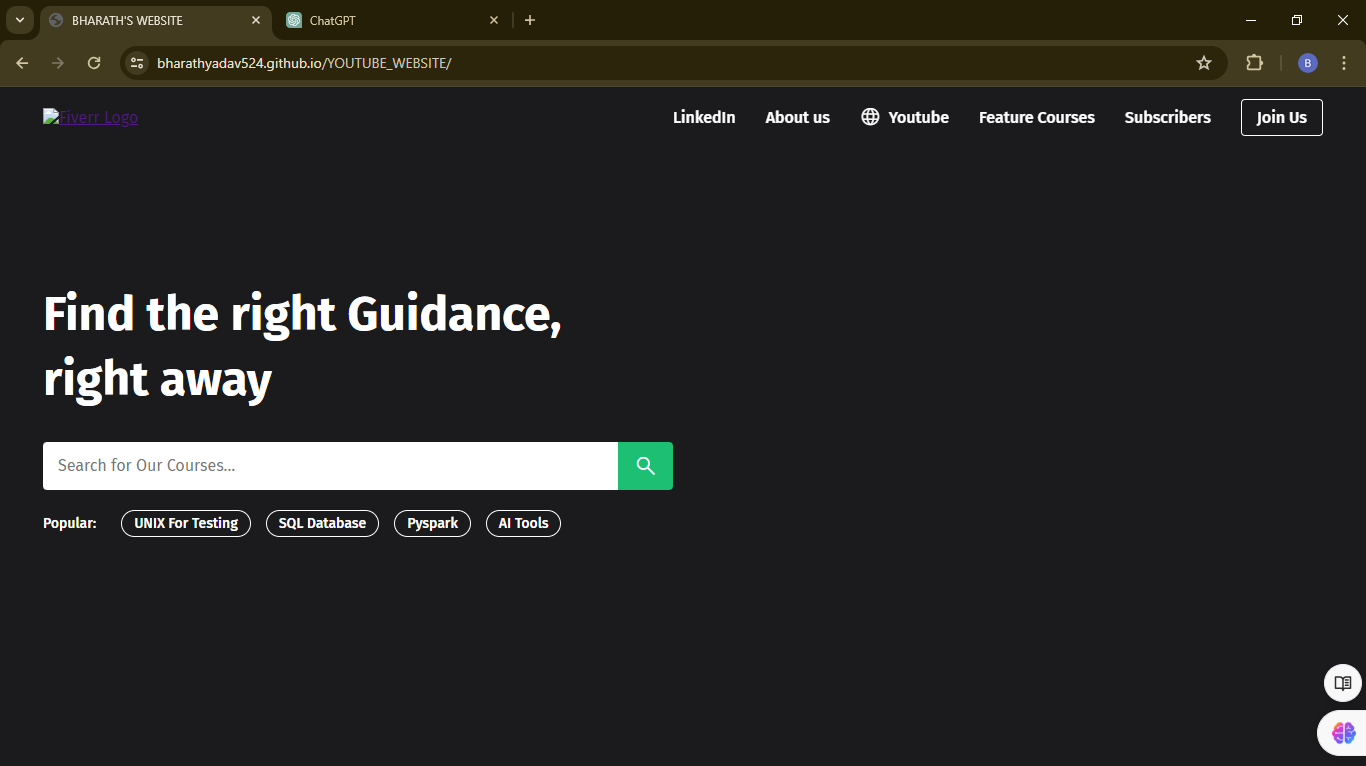 BHARATH'S WEBSITE
ChatGPT
bharathyadav524.github.io/YOUTUBE_WEBSITE/
B
Fiverr Logo
LinkedIn About us Youtube Feature Courses Subscribers Join Us
Find the right Guidance,
right away
Search for Our Courses...
Popular: UNIX For Testing SQL Database Pyspark AI Tools